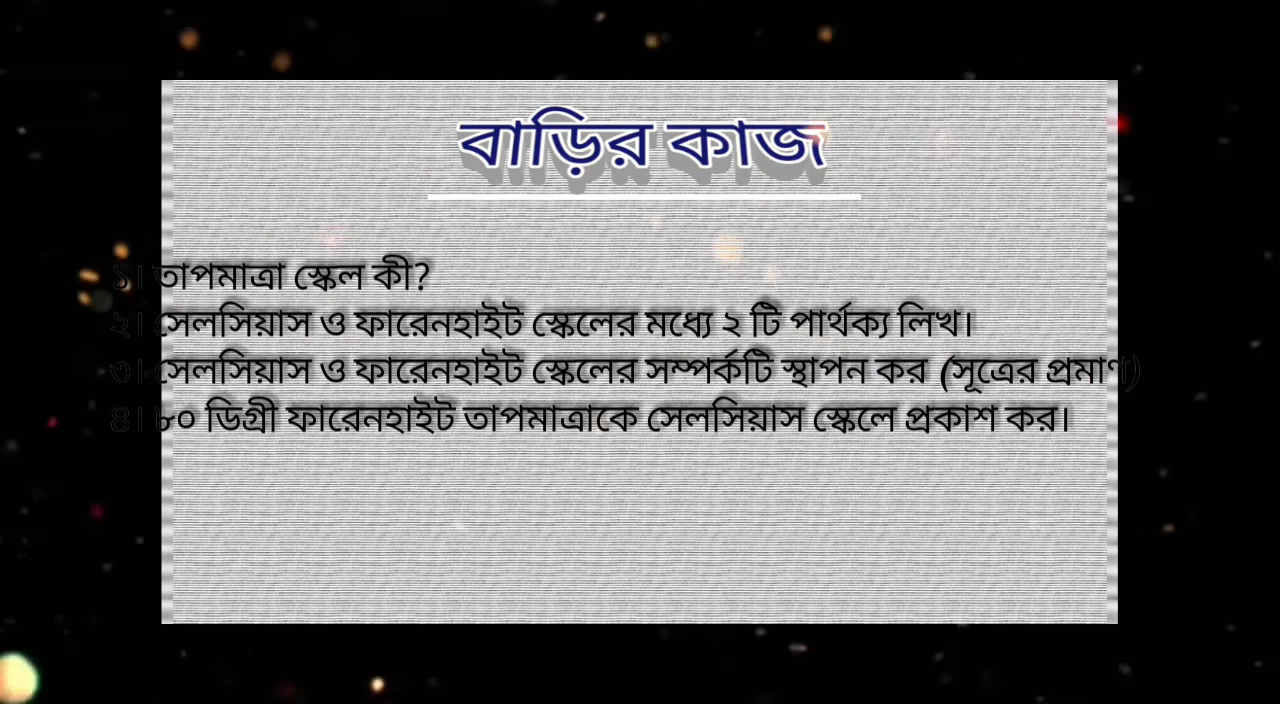 বাড়ির কাজ
১। তাপমাত্রা স্কেল কী?
২। সেলসিয়াস ও ফারেনহাইট স্কেলের মধ্যে ২ টি পার্থক্য লিখ।
৩। সেলসিয়াস ও ফারেনহাইট স্কেলের সম্পর্কটি স্থাপন কর (সূত্রের প্রমাণ)
৪। ৮০ ডিগ্রী ফারেনহাইট তাপমাত্রাকে সেলসিয়াস স্কেলে প্রকাশ কর।